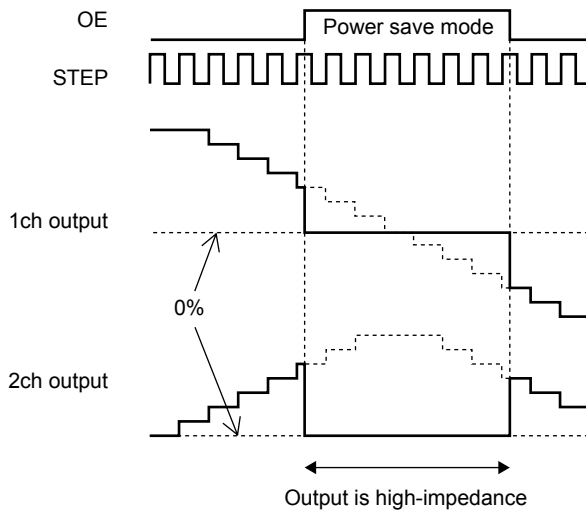 OE
Power save mode
STEP
1ch output
0%
2ch output
Output is high-impedance